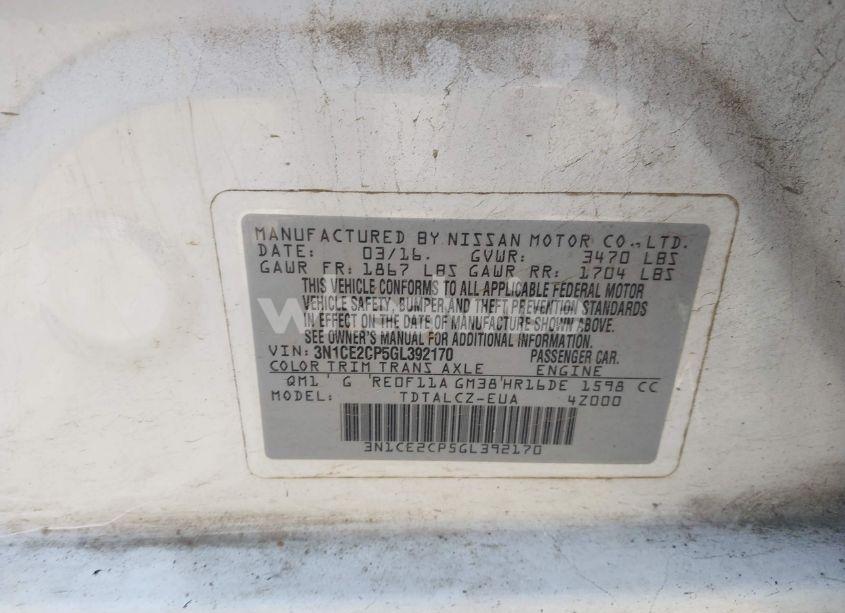 MANUFACTURED BY NISSAN MOTOR CO., LTD.
DATE: 03/16. GVWR: 3470 LBS
GAWR FR: 1867 LBS GAWR RR: 1704 LBS
THIS VEHICLE CONFORMS TO ALL APPLICABLE FEDERAL MOTOR
VEHICLE SAFETY, BUMPER AND THEFT PREVENTION STANDARDS
IN EFFECT ON THE DATE OF MANUFACTURE SHOWN ABOVE.
SEE OWNER'S MANUAL FOR ADDITIONAL INFORMATION.
VIN: 3N1CE2CP5GL392170 PASSENGER CAR.
COLOR TRIM TRANS AXLE ENGINE
QM1 G RE0F11A GM38 HR16DE 1598 CC
MODEL: TDTALCZ-EUA 4Z000
3N1CE2CP5GL392170